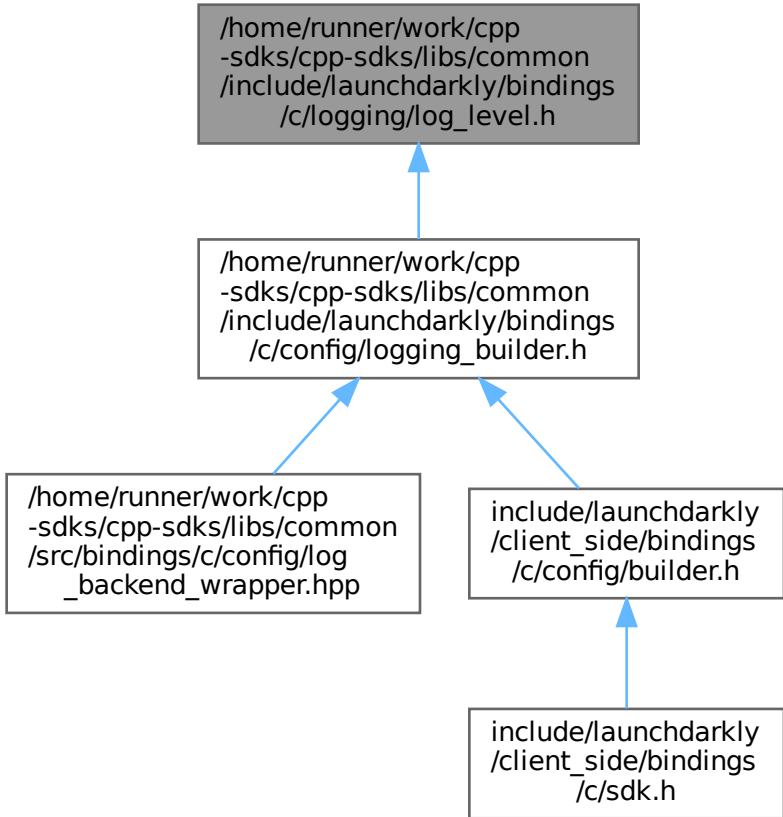 /home/runner/work/cpp
-sdks/cpp-sdks/libs/common
/include/launchdarkly/bindings
/c/logging/log_level.h
/home/runner/work/cpp
-sdks/cpp-sdks/libs/common
/include/launchdarkly/bindings
/c/config/logging_builder.h
/home/runner/work/cpp
-sdks/cpp-sdks/libs/common
/src/bindings/c/config/log
_backend_wrapper.hpp
include/launchdarkly
/client_side/bindings
/c/config/builder.h
include/launchdarkly
/client_side/bindings
/c/sdk.h